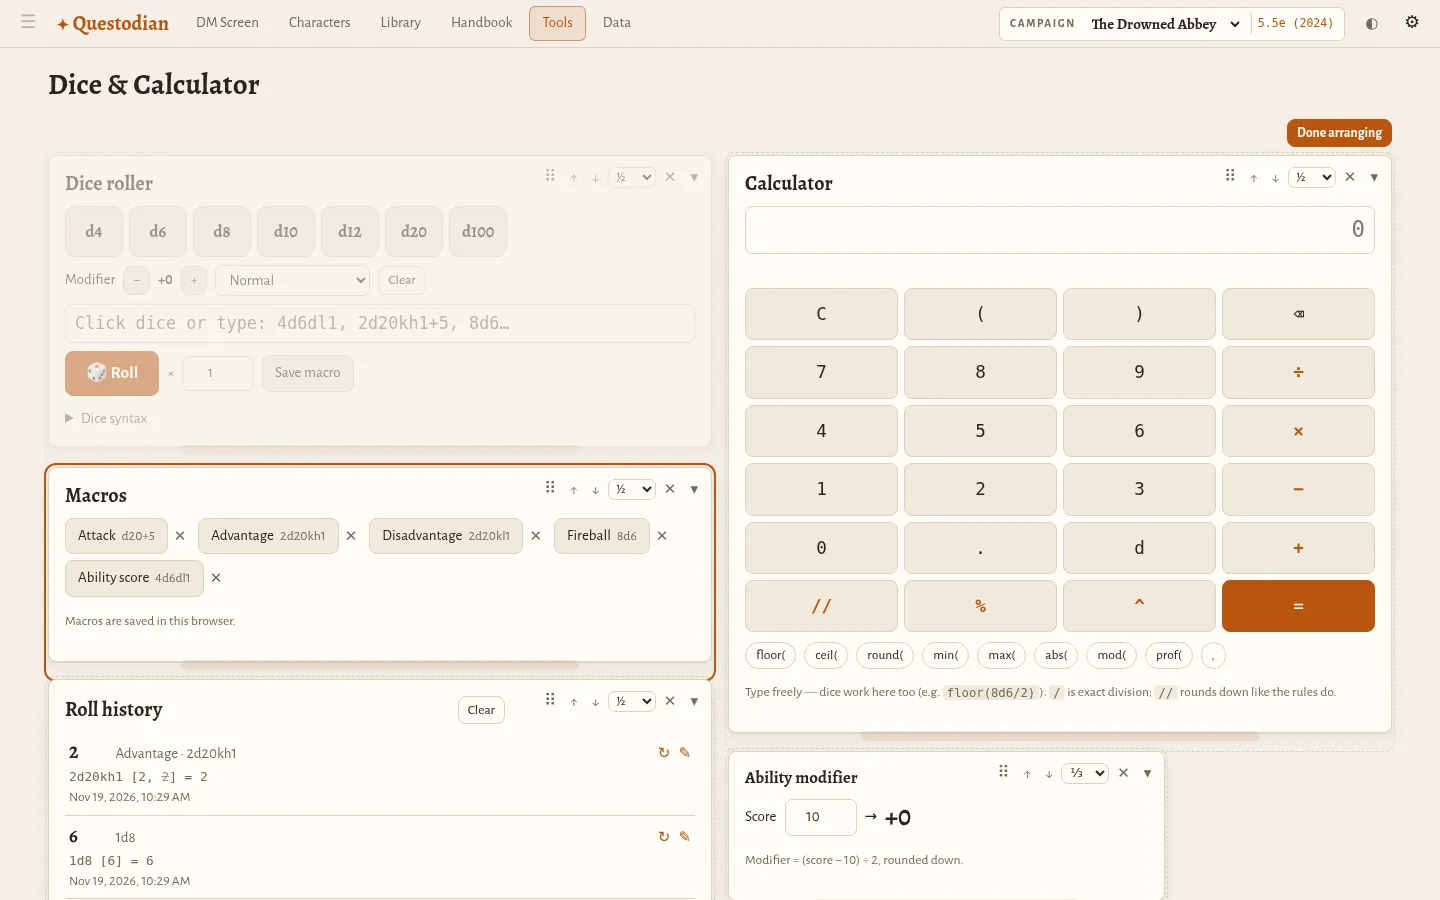 ☰ ✦ Questodian DM Screen Characters Library Handbook Tools Data CAMPAIGN The Drowned Abbey 5.5e (2024)
Dice & Calculator
Done arranging
Dice roller ↑ ↓ ½ ✕ ▼
d4 d6 d8 d10 d12 d20 d100
Modifier − +0 + Normal Clear
Click dice or type: 4d6dl1, 2d20kh1+5, 8d6…
🎲 Roll × 1 Save macro
▶ Dice syntax
Macros ↑ ↓ ½ ✕ ▼
Attack d20+5 ✕ Advantage 2d20kh1 ✕ Disadvantage 2d20kl1 ✕ Fireball 8d6 ✕
Ability score 4d6dl1 ✕
Macros are saved in this browser.
Roll history Clear ↑ ↓ ½ ✕ ▼
2 Advantage · 2d20kh1 ↻ ✎
2d20kh1 [2, 2] = 2
Nov 19, 2026, 10:29 AM
6 1d8 ↻ ✎
1d8 [6] = 6
Nov 19, 2026, 10:29 AM
Calculator ↑ ↓ ½ ✕ ▼
0
C ( ) ⌫
7 8 9 ÷
4 5 6 ×
1 2 3 −
0 . d +
// % ^ =
floor( ceil( round( min( max( abs( mod( prof( ,
Type freely — dice work here too (e.g. floor(8d6/2)). / is exact division; // rounds down like the rules do.
Ability modifier ↑ ↓ ⅓ ✕ ▼
Score 10 → +0
Modifier = (score − 10) ÷ 2, rounded down.